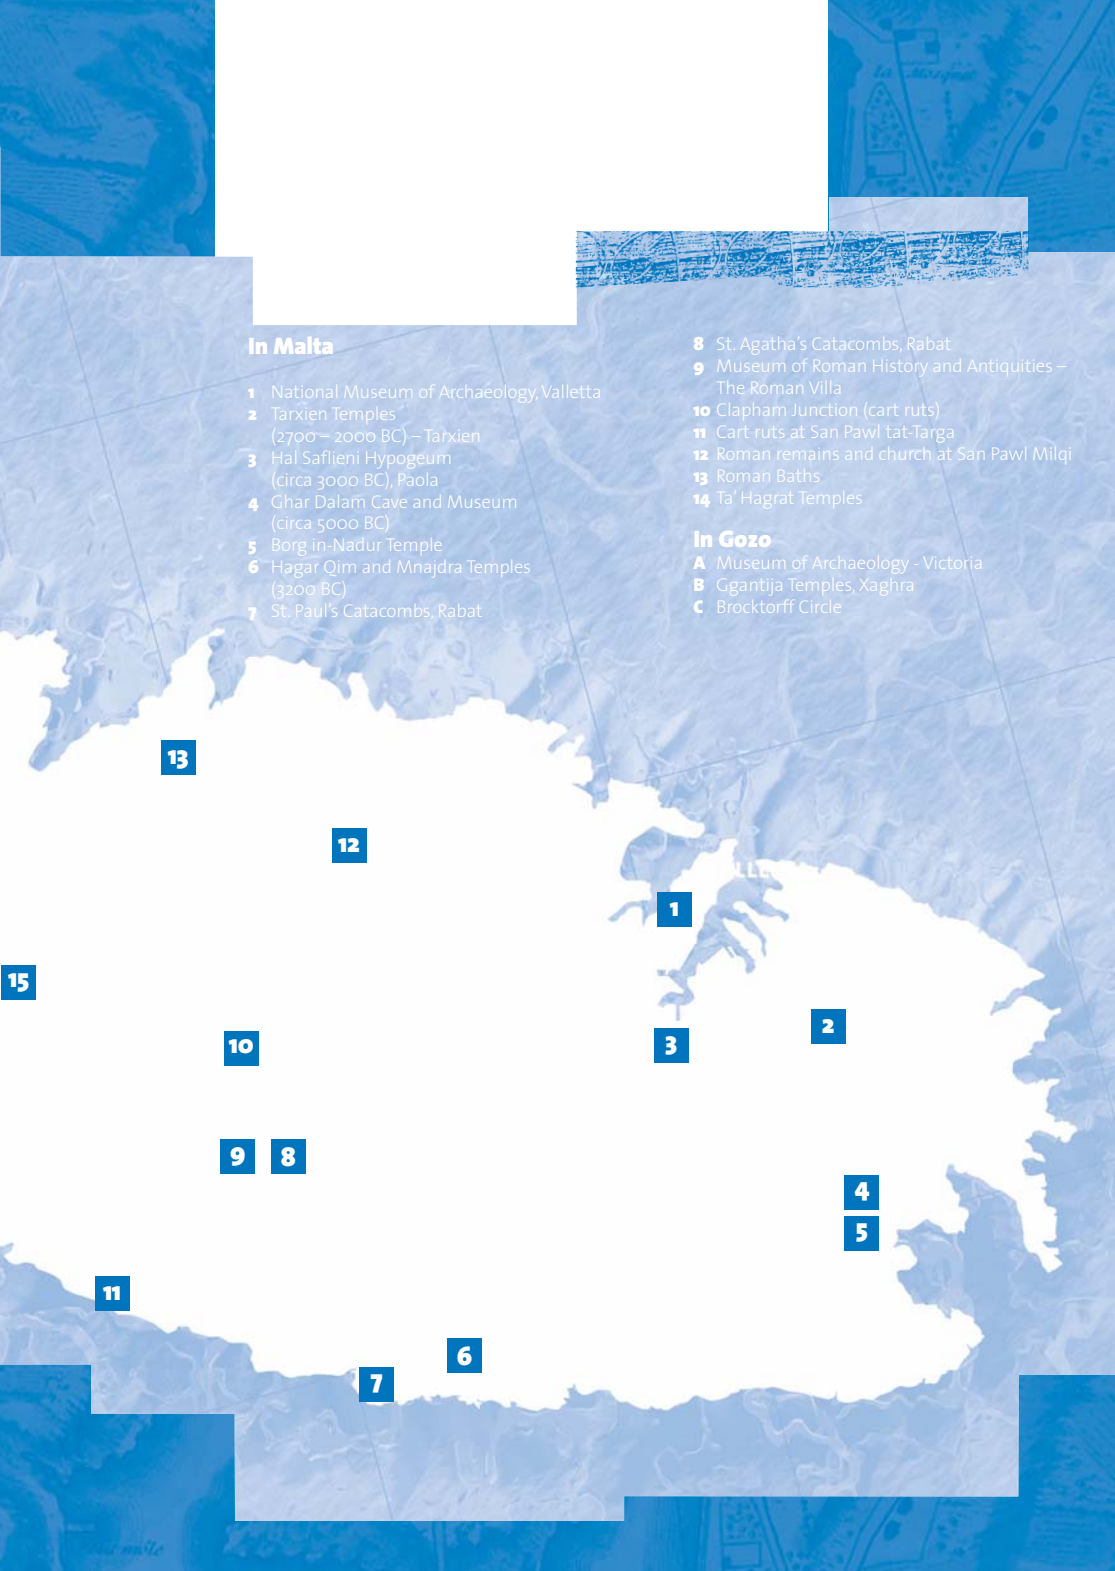 In Malta
1 National Museum of Archaeology, Valletta
2 Tarxien Temples
(2700 – 2000 BC) – Tarxien
3 Hal Saflieni Hypogeum
(circa 3000 BC), Paola
4 Ghar Dalam Cave and Museum
(circa 5000 BC)
5 Borg in-Nadur Temple
6 Hagar Qim and Mnajdra Temples
(3200 BC)
7 St. Paul's Catacombs, Rabat
8 St. Agatha's Catacombs, Rabat
9 Museum of Roman History and Antiquities –
The Roman Villa
10 Clapham Junction (cart ruts)
11 Cart ruts at San Pawl tat-Targa
12 Roman remains and church at San Pawl Milqi
13 Roman Baths
14 Ta' Hagrat Temples
In Gozo
A Museum of Archaeology - Victoria
B Ggantija Temples, Xaghra
C Brocktorff Circle
13
12
1
15
2
10
3
9 8
4
5
11
6
7